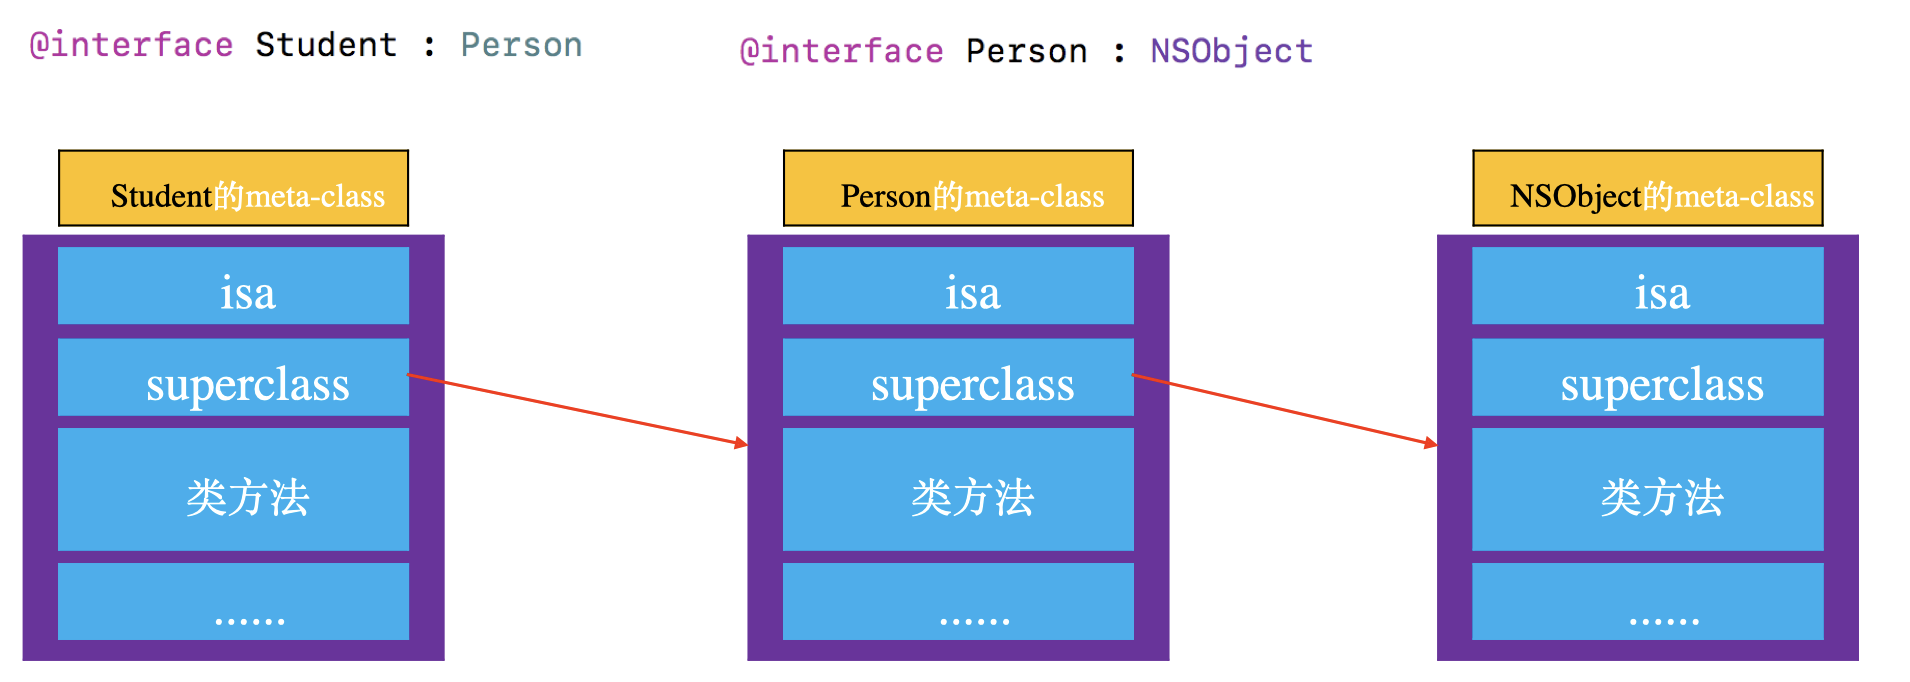 @interface Student : Person
@interface Person : NSObject
Student的meta-class
isa
superclass
类方法
......
Person的meta-class
isa
superclass
类方法
......
NSObject的meta-class
isa
superclass
类方法
......